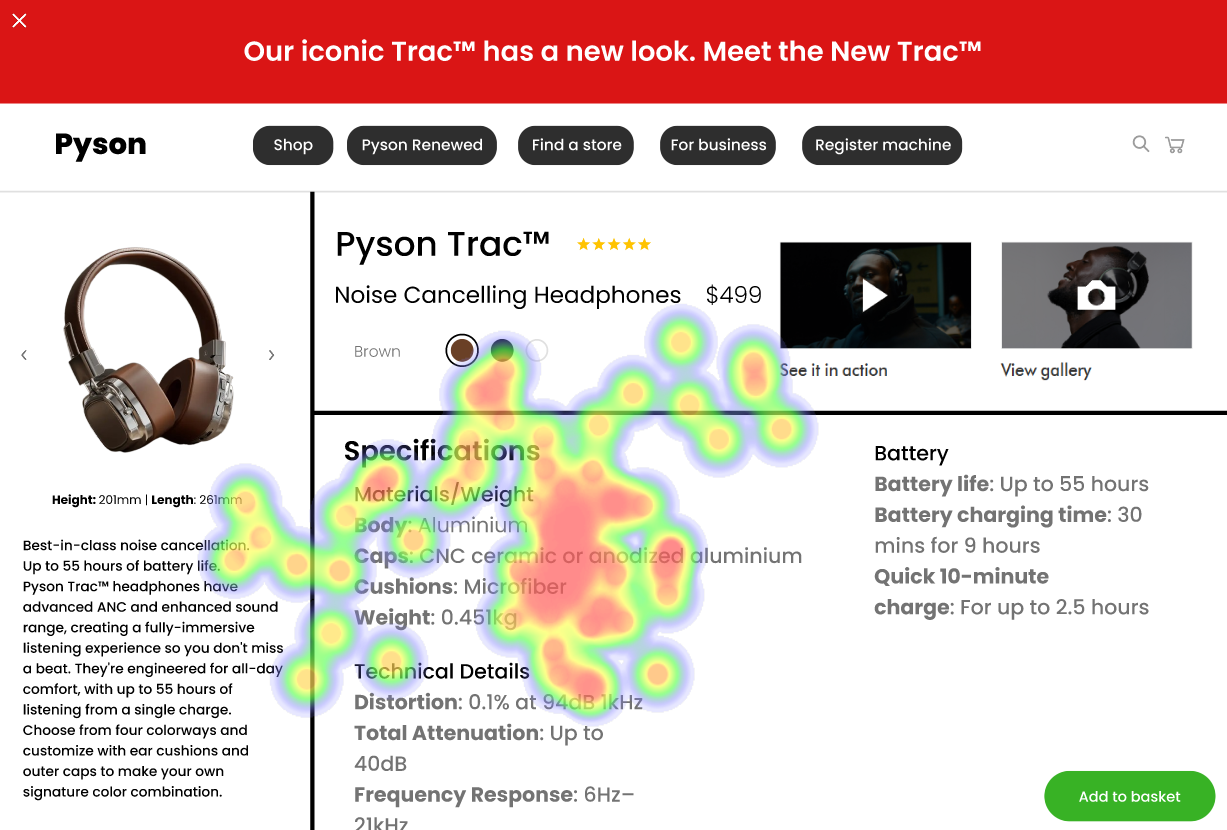 Our iconic Trac™ has a new look. Meet the New Trac™
Pyson
Shop
Pyson Renewed
Find a store
For business
Register machine
Pyson Trac™
Noise Cancelling Headphones $499
Brown
See it in action
View gallery
Height: 201mm | Length: 261mm
Best-in-class noise cancellation.
Up to 55 hours of battery life.
Pyson Trac™ headphones have
advanced ANC and enhanced sound
range, creating a fully-immersive
listening experience so you don't miss
a beat. They're engineered for all-day
comfort, with up to 55 hours of
listening from a single charge.
Choose from four colorways and
customize with ear cushions and
outer caps to make your own
signature color combination.
Specifications
Materials/Weight
Body: Aluminium
Caps: CNC ceramic or anodized aluminium
Cushions: Microfiber
Weight: 0.451kg
Technical Details
Distortion: 0.1% at 94dB 1kHz
Total Attenuation: Up to
40dB
Frequency Response: 6Hz–
21kHz
Battery
Battery life: Up to 55 hours
Battery charging time: 30
mins for 9 hours
Quick 10-minute
charge: For up to 2.5 hours
Add to basket